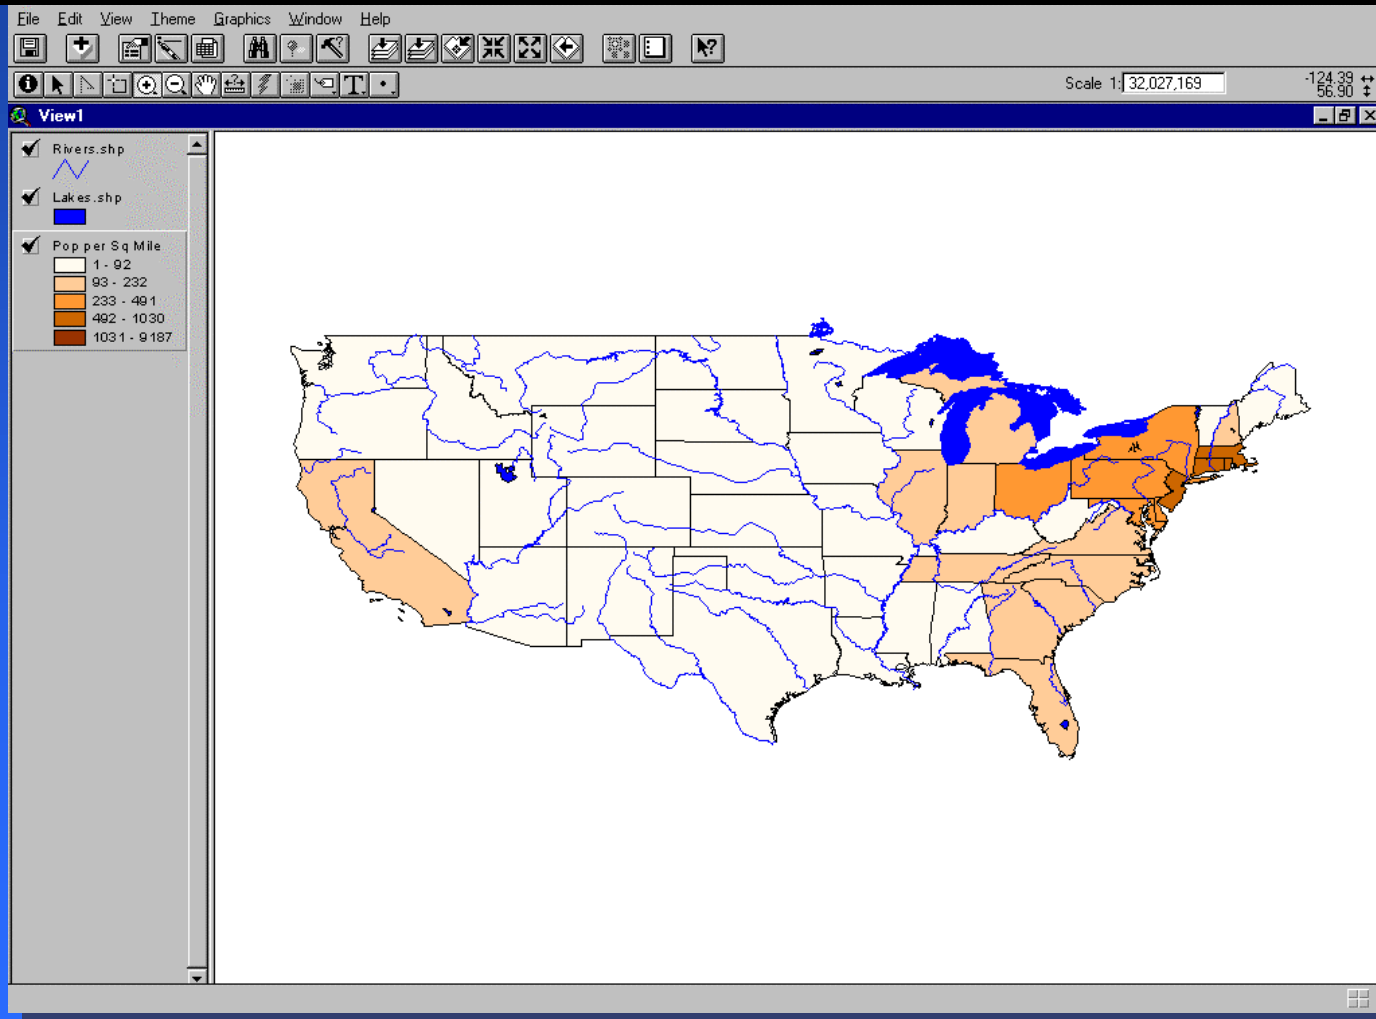 File Edit View Theme Graphics Window Help
Scale 1: 32,027,169
-124.39
56.90
View1
Rivers.shp
Lakes.shp
Pop per Sq Mile
1 - 92
93 - 232
233 - 491
492 - 1030
1031 - 9187